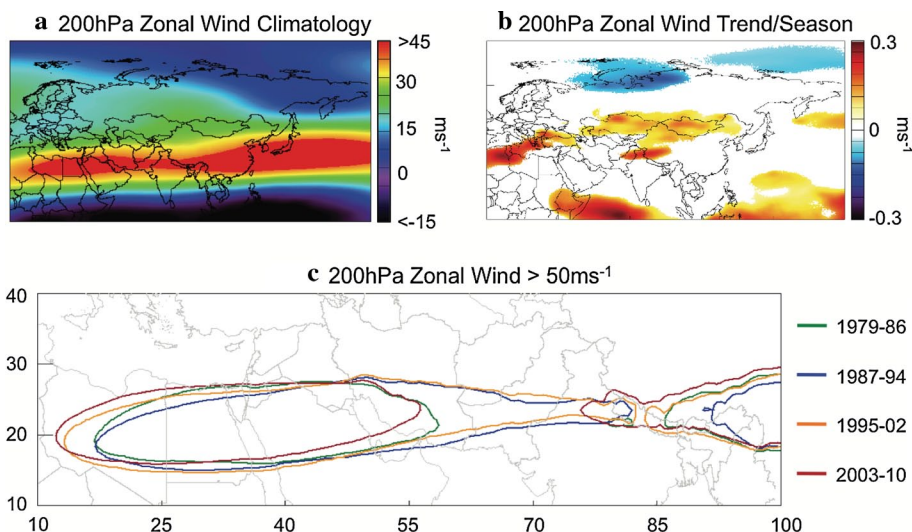 a 200hPa Zonal Wind Climatology
>45
30
15
0
<-15
ms-1
b 200hPa Zonal Wind Trend/Season
0.3
0
-0.3
ms-1
c 200hPa Zonal Wind > 50ms-1
40
30
20
10
10 25 40 55 70 85 100
1979-86
1987-94
1995-02
2003-10